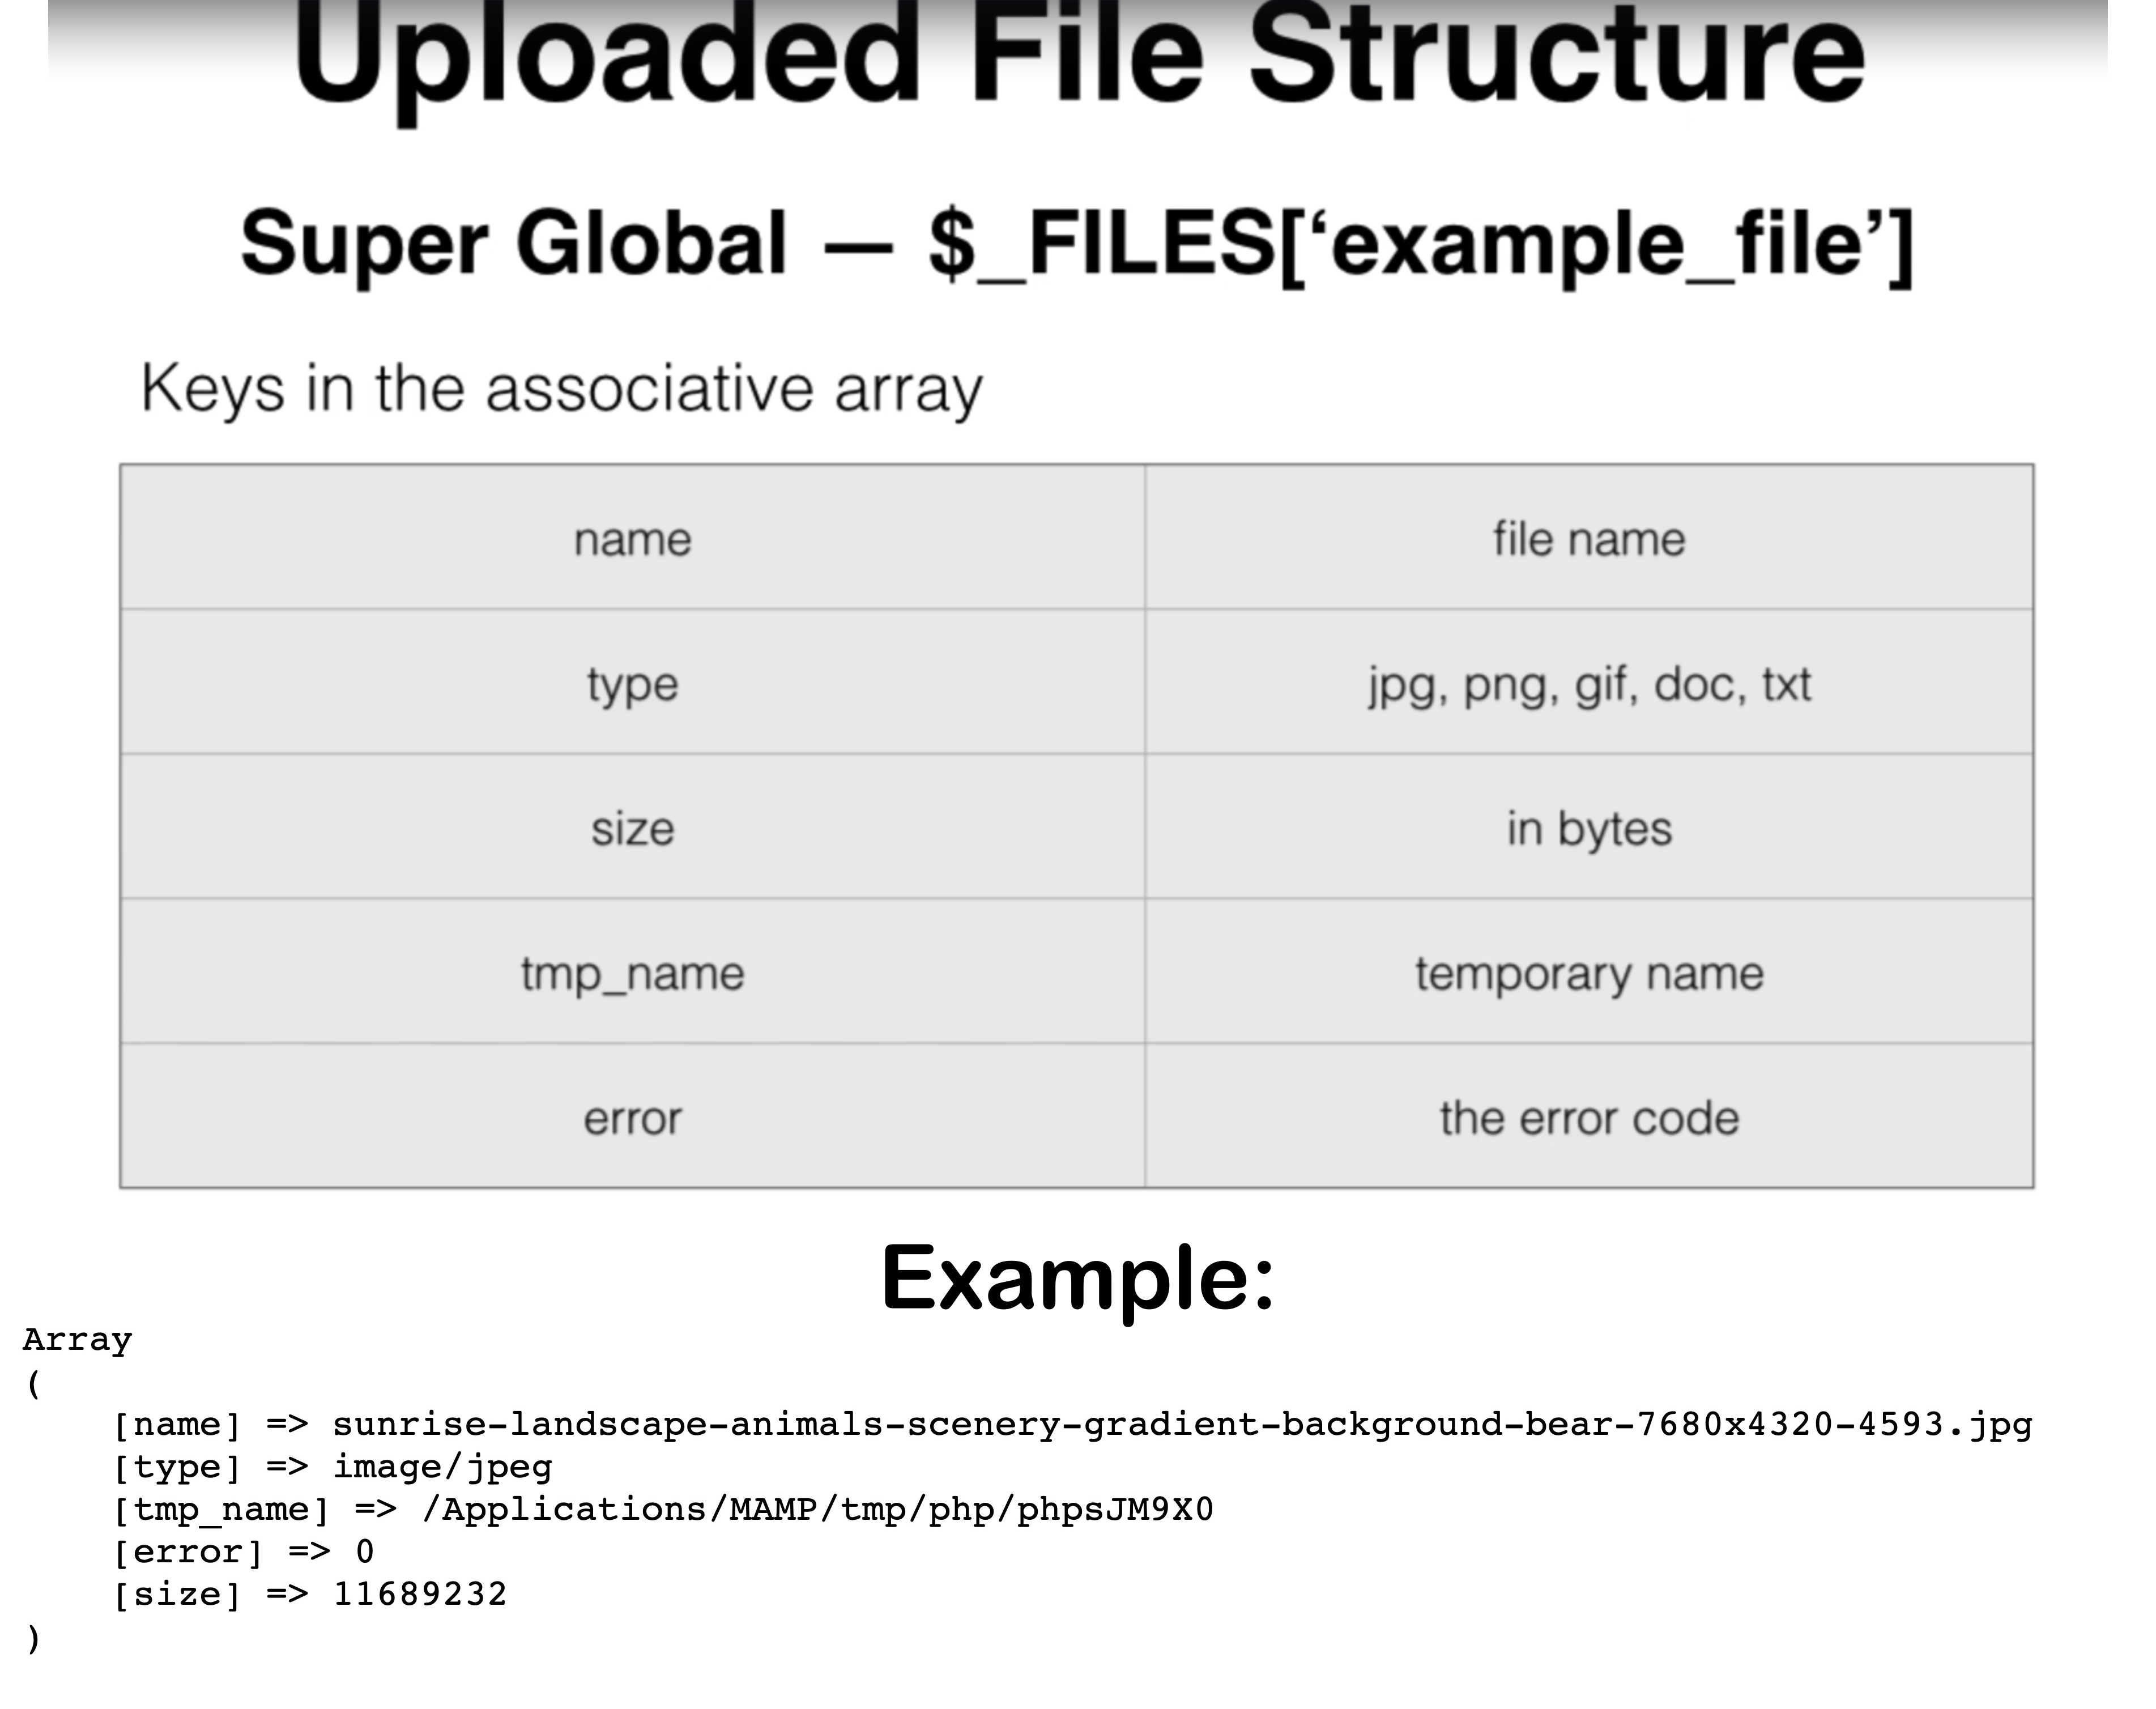 Uploaded File Structure
Super Global — $_FILES[‘example_file’]
Keys in the associative array
name file name
type jpg, png, gif, doc, txt
size in bytes
tmp_name temporary name
error the error code
Example:
Array
(
    [name] => sunrise-landscape-animals-scenery-gradient-background-bear-7680x4320-4593.jpg
    [type] => image/jpeg
    [tmp_name] => /Applications/MAMP/tmp/php/phpsJM9X0
    [error] => 0
    [size] => 11689232
)